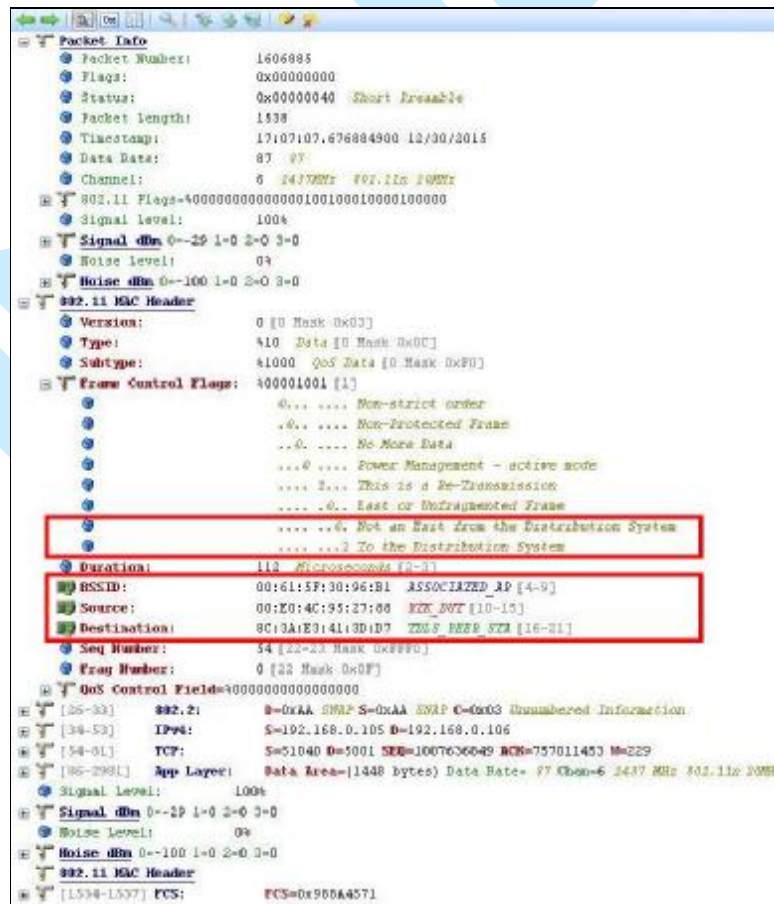 Packet Info
Packet Number: 1606885
Flags: 0x00000000
Status: 0x00000040 Short Preamble
Packet Length: 1538
Timestamp: 17:07:07.676884900 12/30/2015
Data Rate: 87 87
Channel: 6 2437MHz 802.11n 20MHz
802.11 Flags=
Signal Level: 100%
Signal dBm 0=-29 1=0 2=0 3=0
Noise Level: 0%
Noise dBm 0=-100 1=0 2=0 3=0
802.11 MAC Header
Version: 0 [0 Mask 0x03]
Type: %10 Data [0 Mask 0x0C]
Subtype: %1000 QoS Data [0 Mask 0xF0]
Frame Control Flags: %00001001 [1]
0... .... Non-strict order
.0.. .... Non-Protected Frame
..0. .... No More Data
...0 .... Power Management - active mode
.... 1... This is a Re-Transmission
.... .0.. Last or Unfragmented Frame
.... ..0. Not an Exit from the Distribution System
.... ...1 To the Distribution System
Duration: 112 Microseconds [2-3]
BSSID: 00:61:5F:30:96:B1 ASSOCIATED_AP [4-9]
Source: 00:E0:4C:95:27:88 [10-15]
Destination: 8C:3A:E3:41:3D:D7 TDLS_PEER_STA [16-21]
Seq Number: 54 [22-23 Mask 0xFFF0]
Frag Number: 0 [22 Mask 0x0F]
QoS Control Field=%0000000000000000
[26-33] 802.2: D=0xAA SNAP S=0xAA SNAP C=0x03 Unnumbered Information
[34-53] IPv4: S=192.168.0.105 D=192.168.0.106
TCP: S=51040 D=5001 ACK=757011453 W=229
App Layer: Data Area=(1448 bytes) Data Rate= 87 Chan=6 2437 MHz 802.11n
Signal Level: 100%
Signal dBm 0=-29 1=0 2=0 3=0
Noise Level: 0%
Noise dBm 0=-100 1=0 2=0 3=0
802.11 MAC Header
[1534-1537] FCS: FCS=0x988A4571